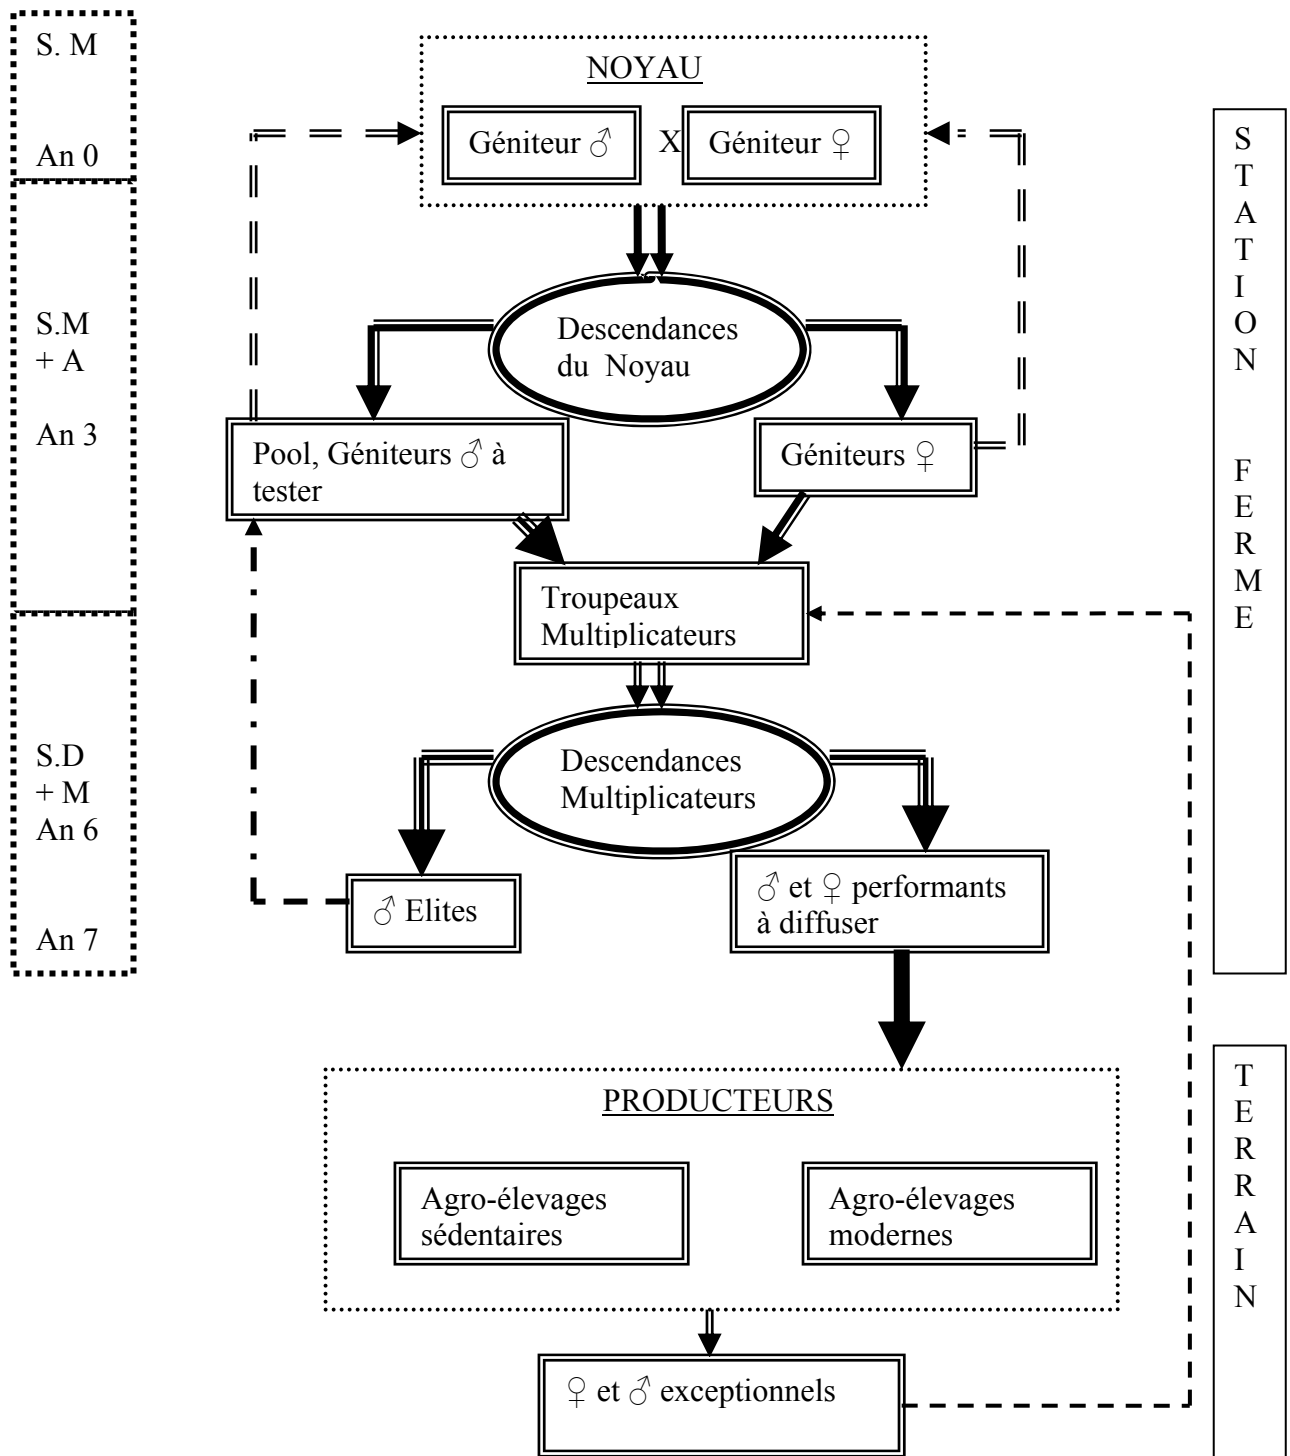 S. M
An 0
S.M
+ A
An 3
S.D
+ M
An 6
An 7
NOYAU
Géniteur ♂
X
Géniteur ♀
Descendances
du Noyau
Pool, Géniteurs ♂ à
tester
Géniteurs ♀
Troupeaux
Multiplicateurs
Descendances
Multiplicateurs
♂ Elites
♂ et ♀ performants
à diffuser
PRODUCTEURS
Agro-élevages
sédentaires
Agro-élevages
modernes
♀ et ♂ exceptionnels
S
T
A
T
I
O
N
F
E
R
M
E
T
E
R
R
A
I
N